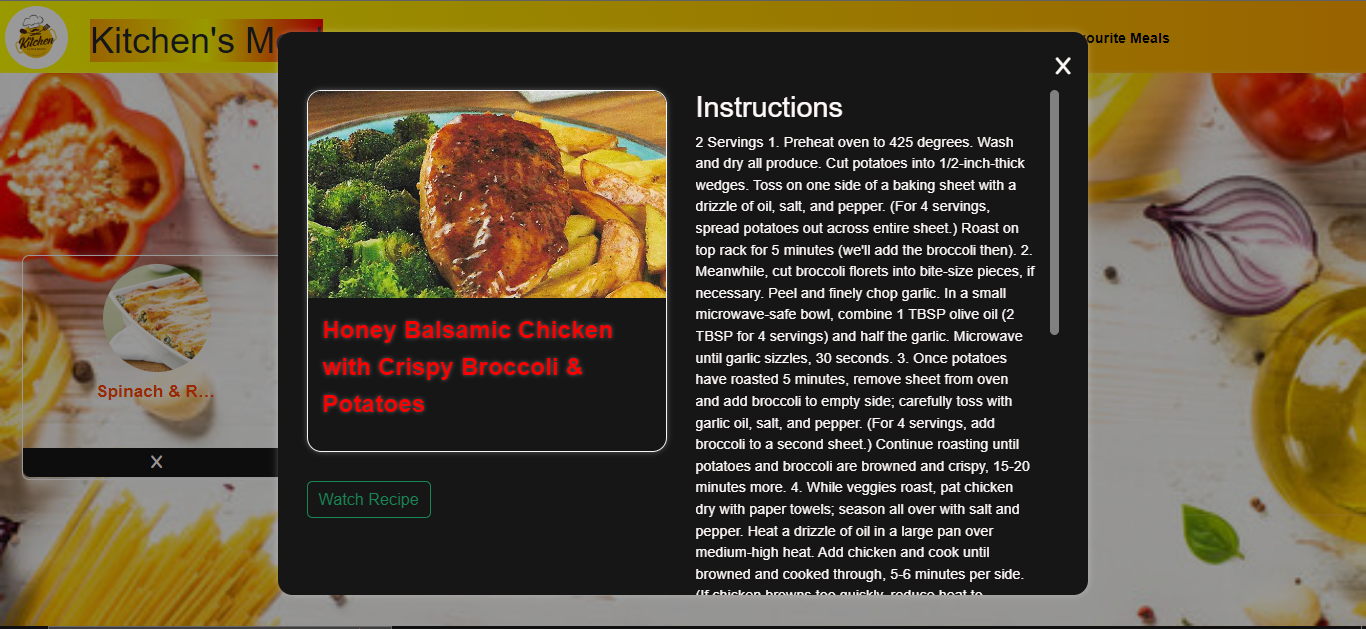 Kitchen
Kitchen's M
ourite Meals
X
Instructions
2 Servings 1. Preheat oven to 425 degrees. Wash
and dry all produce. Cut potatoes into 1/2-inch-thick
wedges. Toss on one side of a baking sheet with a
drizzle of oil, salt, and pepper. (For 4 servings,
spread potatoes out across entire sheet.) Roast on
top rack for 5 minutes (we'll add the broccoli then). 2.
Meanwhile, cut broccoli florets into bite-size pieces, if
necessary. Peel and finely chop garlic. In a small
microwave-safe bowl, combine 1 TBSP olive oil (2
TBSP for 4 servings) and half the garlic. Microwave
until garlic sizzles, 30 seconds. 3. Once potatoes
have roasted 5 minutes, remove sheet from oven
and add broccoli to empty side; carefully toss with
garlic oil, salt, and pepper. (For 4 servings, add
broccoli to a second sheet.) Continue roasting until
potatoes and broccoli are browned and crispy, 15-20
minutes more. 4. While veggies roast, pat chicken
dry with paper towels; season all over with salt and
pepper. Heat a drizzle of oil in a large pan over
medium-high heat. Add chicken and cook until
browned and cooked through, 5-6 minutes per side.
(If chicken browns too quickly, reduce heat to
Honey Balsamic Chicken
with Crispy Broccoli &
Potatoes
Watch Recipe
Spinach & R...
X